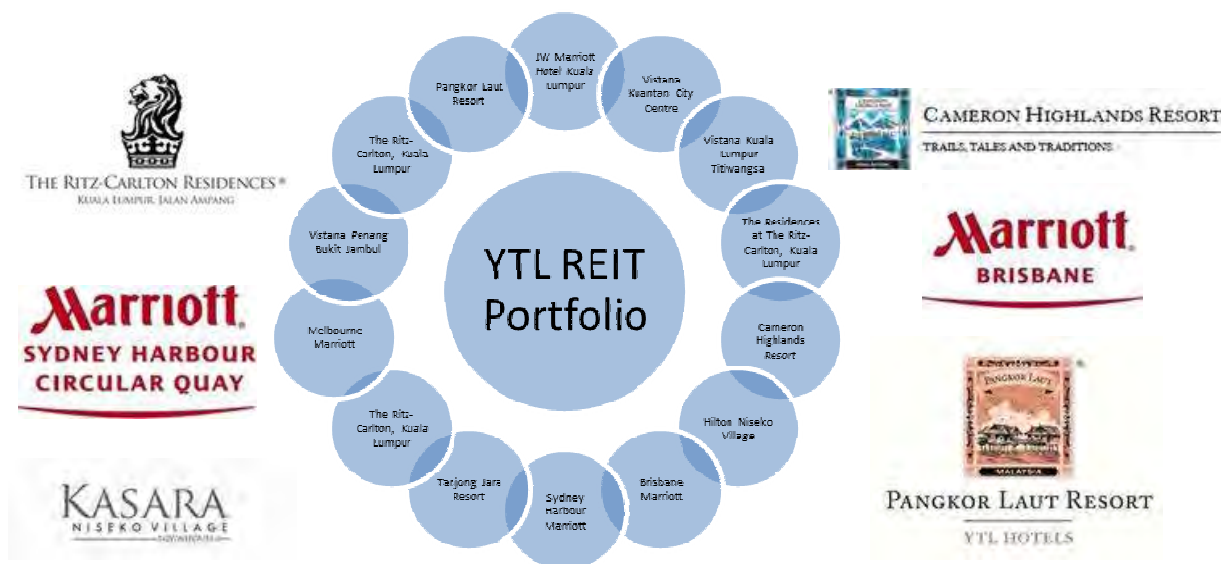 THE RITZ-CARLTON RESIDENCES®
KUALA LUMPUR, JALAN AMPANG
Marriott®
SYDNEY HARBOUR
CIRCULAR QUAY
KASARA
NISEKO VILLAGE
YTL REIT
Portfolio
JW Marriott
Hotel Kuala
Lumpur
Vistana
Kuantan City
Centre
Vistana Kuala
Lumpur
Titiwangsa
The Residences
at The Ritz-
Carlton, Kuala
Lumpur
Cameron
Highlands
Resort
Hilton Niseko
Village
Brisbane
Marriott
Sydney
Harbour
Marriott
Tanjong Jara
Resort
The Ritz-
Carlton, Kuala
Lumpur
Melbourne
Marriott
Vistana Penang
Bukit Jambul
The Ritz-
Carlton, Kuala
Lumpur
Pangkor Laut
Resort
CAMERON HIGHLANDS RESORT
TRAILS, TALES AND TRADITIONS
Marriott®
BRISBANE
PANGKOR LAUT
MALAYSIA
PANGKOR LAUT RESORT
YTL HOTELS